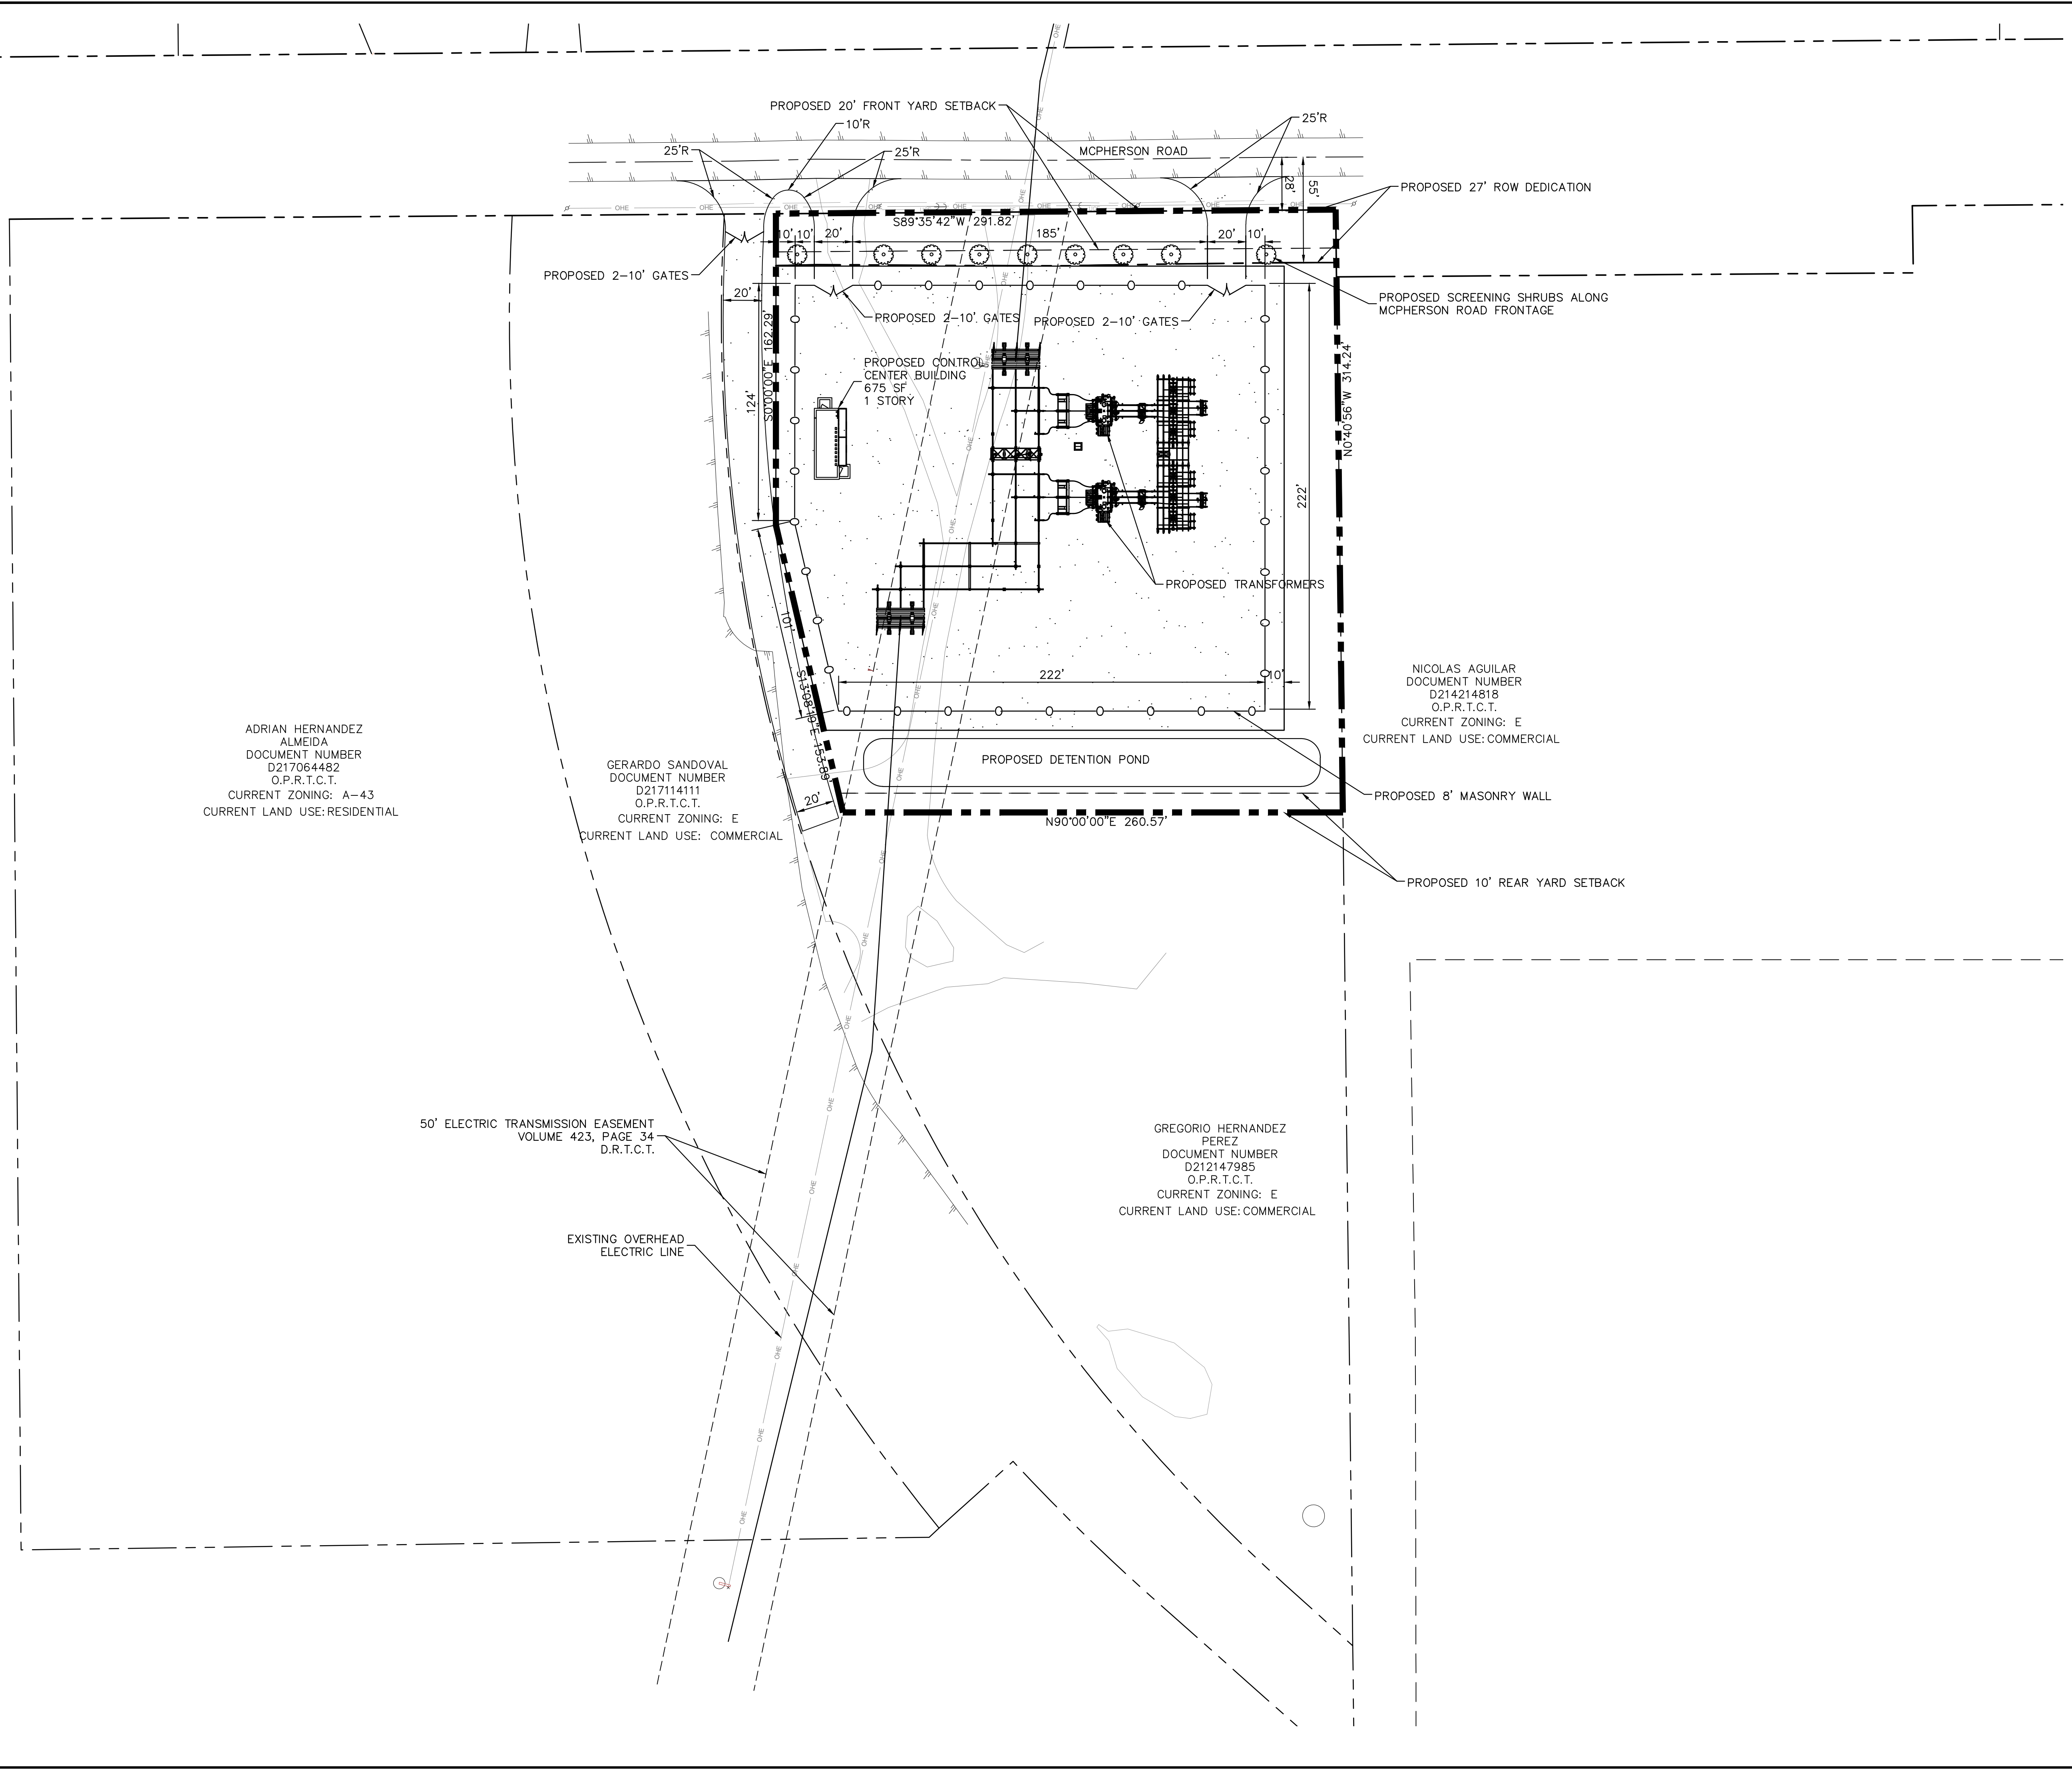 PROPOSED 20' FRONT YARD SETBACK
10'R
25'R
25'R
25'R
MCPHERSON ROAD
28'
55'
PROPOSED 27' ROW DEDICATION
OHE
S89°35'42"W 291.82'
10'
10'
20'
185'
20'
10'
PROPOSED 2-10' GATES
20'
PROPOSED 2-10' GATES
PROPOSED 2-10' GATES
PROPOSED SCREENING SHRUBS ALONG
MCPHERSON ROAD FRONTAGE
S0°00'00"E 162.29'
124'
PROPOSED CONTROL
CENTER BUILDING
675 SF
1 STORY
N0°40'56"W 314.24'
222'
PROPOSED TRANSFORMERS
101'
S13°08'19"E 153.89'
222'
10'
NICOLAS AGUILAR
DOCUMENT NUMBER
D214214818
O.P.R.T.C.T.
CURRENT ZONING: E
CURRENT LAND USE: COMMERCIAL
ADRIAN HERNANDEZ
ALMEIDA
DOCUMENT NUMBER
D217064482
O.P.R.T.C.T.
CURRENT ZONING: A-43
CURRENT LAND USE: RESIDENTIAL
GERARDO SANDOVAL
DOCUMENT NUMBER
D217114111
O.P.R.T.C.T.
CURRENT ZONING: E
CURRENT LAND USE: COMMERCIAL
PROPOSED DETENTION POND
20'
PROPOSED 8' MASONRY WALL
N90°00'00"E 260.57'
PROPOSED 10' REAR YARD SETBACK
50' ELECTRIC TRANSMISSION EASEMENT
VOLUME 423, PAGE 34
D.R.T.C.T.
GREGORIO HERNANDEZ
PEREZ
DOCUMENT NUMBER
D212147985
O.P.R.T.C.T.
CURRENT ZONING: E
CURRENT LAND USE: COMMERCIAL
EXISTING OVERHEAD
ELECTRIC LINE